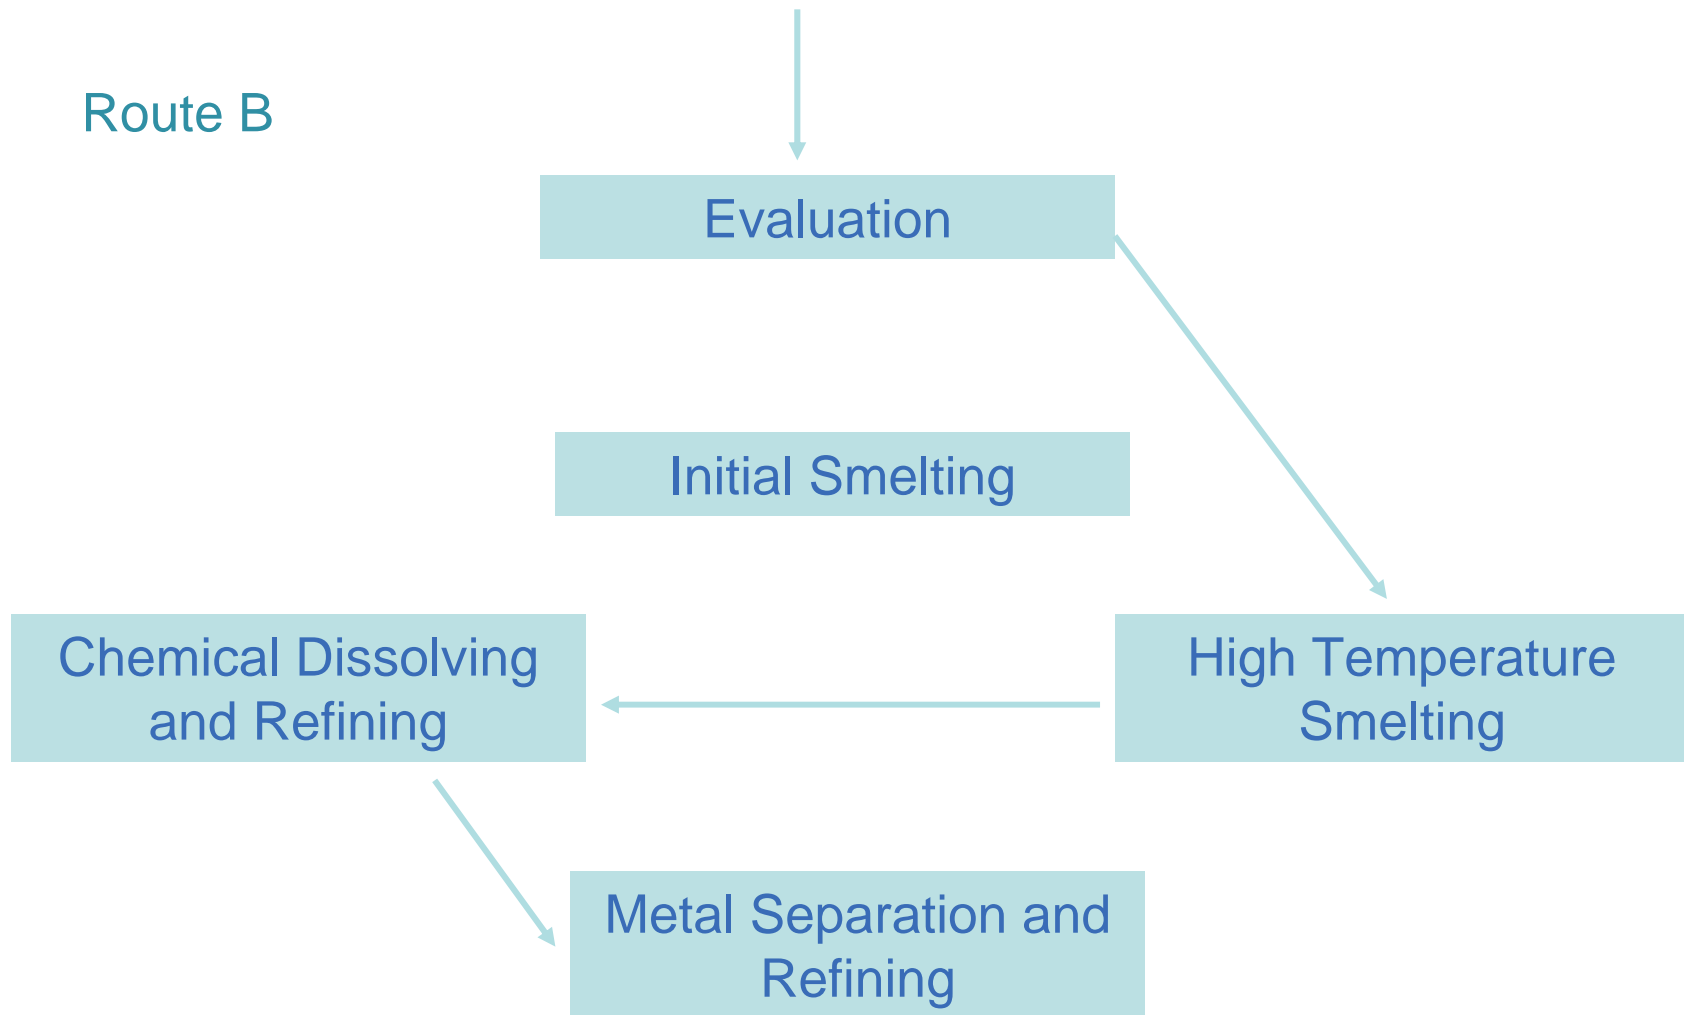 Route B
Evaluation
Initial Smelting
Chemical Dissolving
and Refining
High Temperature
Smelting
Metal Separation and
Refining